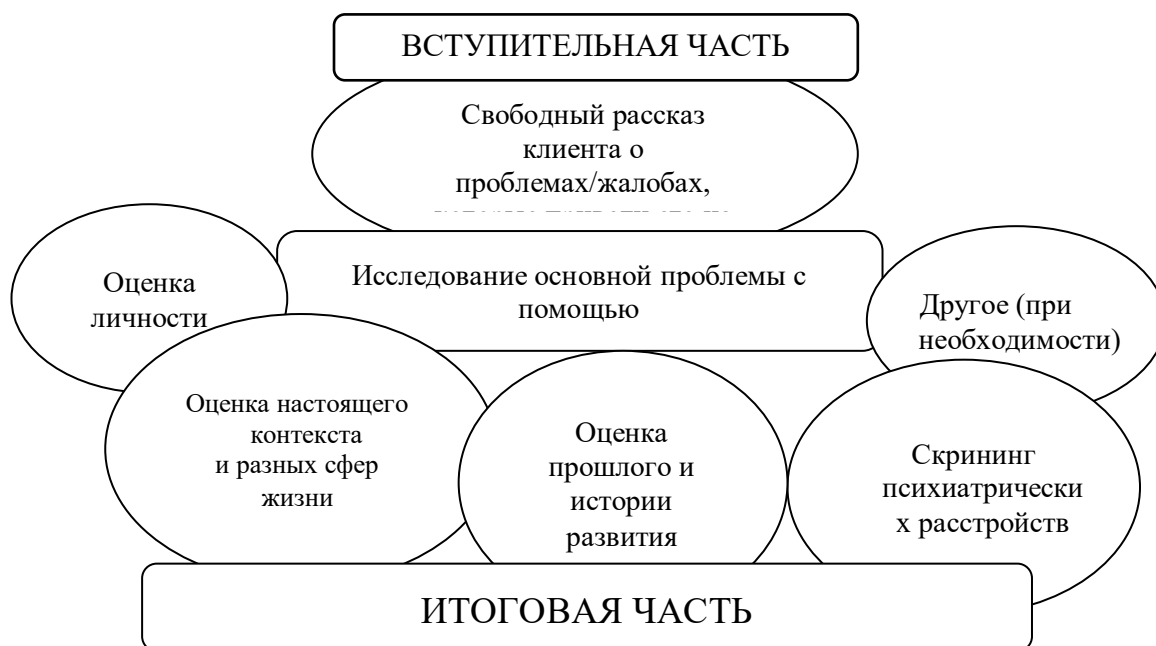 ВСТУПИТЕЛЬНАЯ ЧАСТЬ
Свободный рассказ
клиента о
проблемах/жалобах,
Исследование основной проблемы с
помощью
Оценка
личности
Другое (при
необходимости)
Оценка настоящего
контекста
и разных сфер
жизни
Оценка
прошлого и
истории
развития
Скрининг
психиатрически
х расстройств
ИТОГОВАЯ ЧАСТЬ